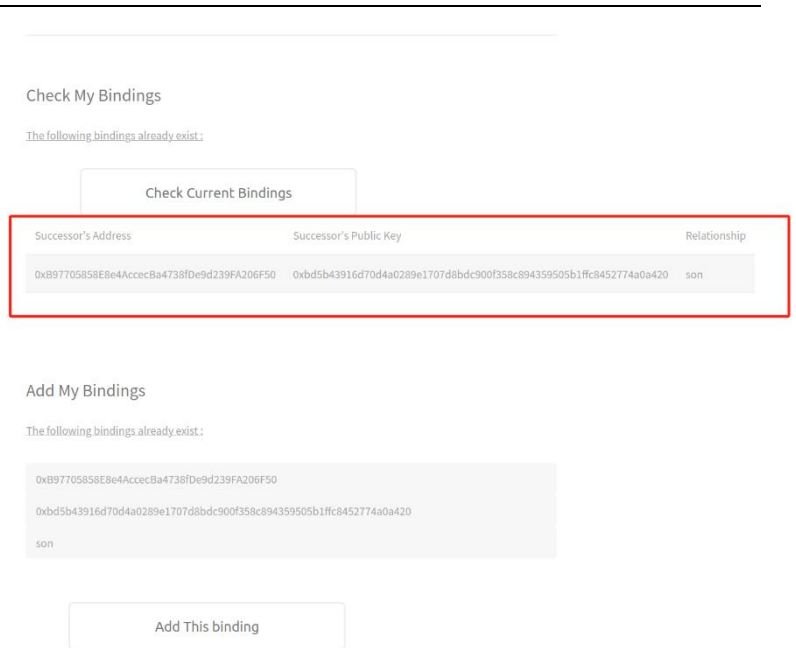 Check My Bindings
The following bindings already exist :
Check Current Bindings
Successor's Address Successor's Public Key Relationship
0xB97705858E8e4AccecBa4738fDe9d239FA206F50 0xbd5b43916d70d4a0289e1707d8bdc900f358c894359505b1ffc8452774a0a420 son
Add My Bindings
The following bindings already exist :
0xB97705858E8e4AccecBa4738fDe9d239FA206F50
0xbd5b43916d70d4a0289e1707d8bdc900f358c894359505b1ffc8452774a0a420
son
Add This binding